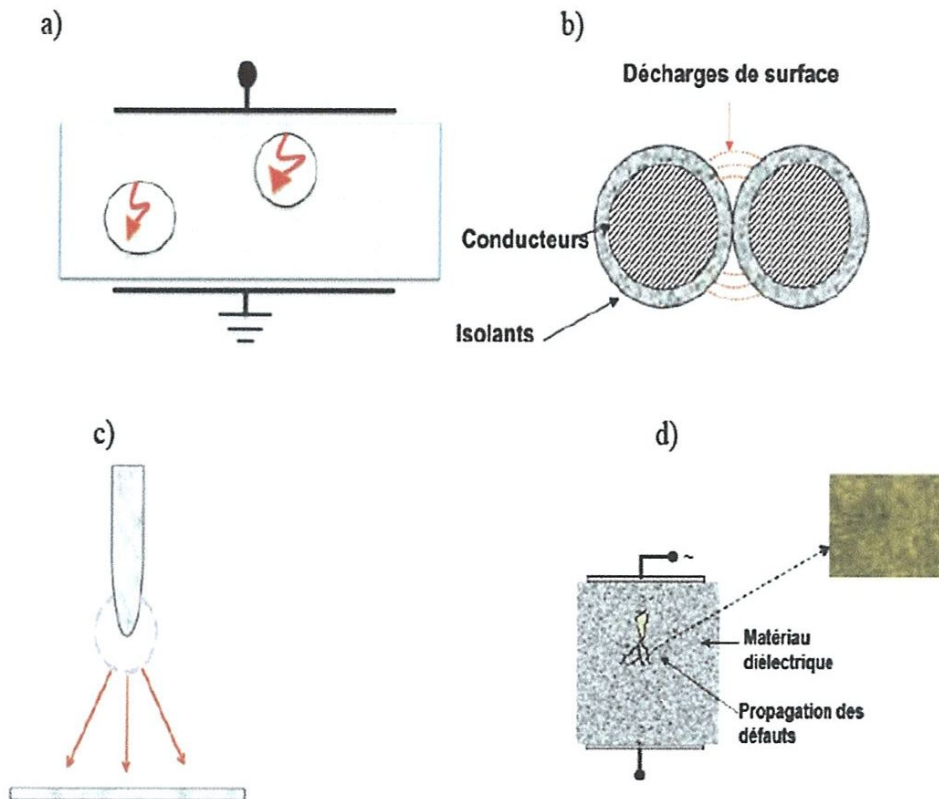 a)
b)
Décharges de surface
Conducteurs
Isolants
c)
d)
~
Matériau
diélectrique
Propagation des
défauts